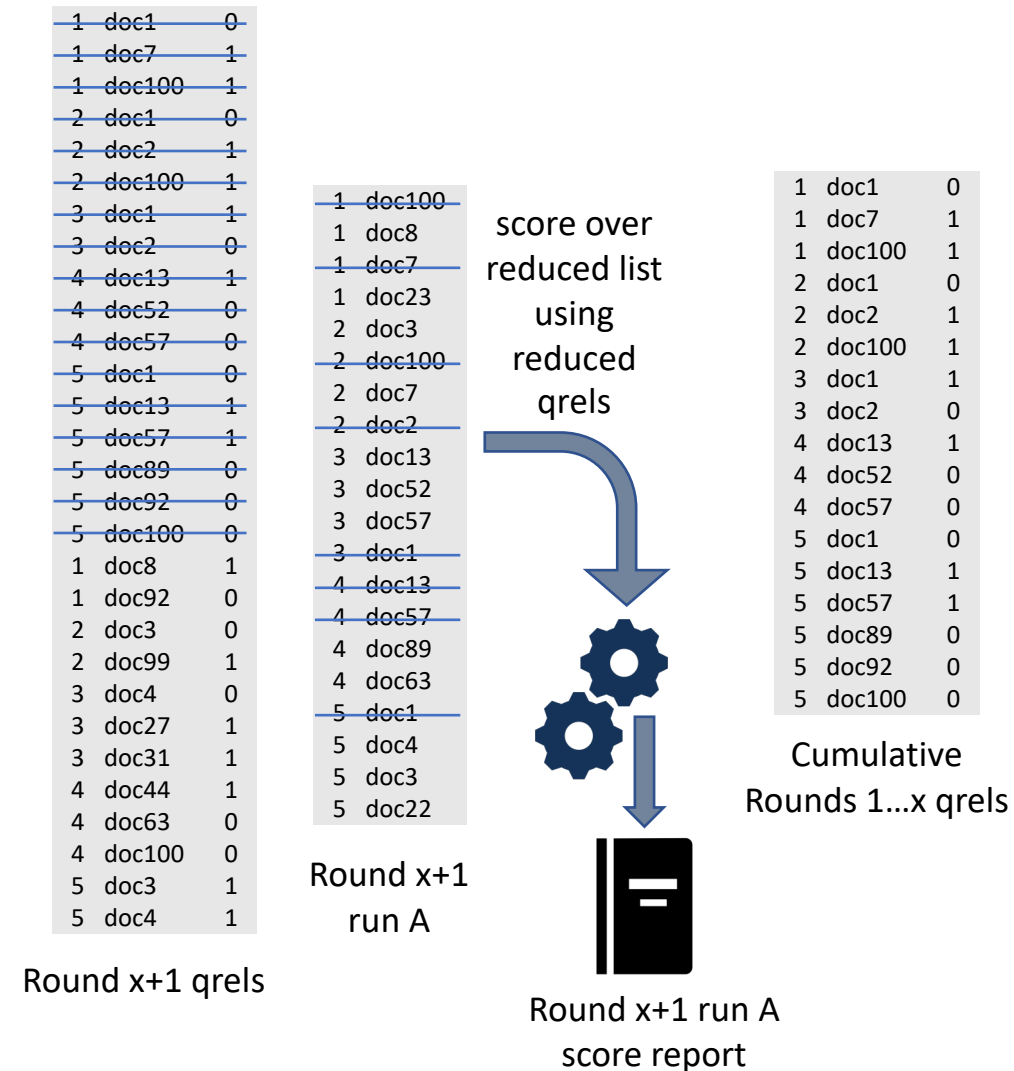 1 doc1 0
1 doc7 1
1 doc100 1
2 doc1 0
2 doc2 1
2 doc100 1
3 doc1 1
3 doc2 0
4 doc13 1
4 doc52 0
4 doc57 0
5 doc1 0
5 doc13 1
5 doc57 1
5 doc89 0
5 doc92 0
5 doc100 0
1 doc8 1
1 doc92 0
2 doc3 0
2 doc99 1
3 doc4 0
3 doc27 1
3 doc31 1
4 doc44 1
4 doc63 0
4 doc100 0
5 doc3 1
5 doc4 1
Round x+1 qrels
1 doc100
1 doc8
1 doc7
1 doc23
2 doc3
2 doc100
2 doc7
2 doc2
3 doc13
3 doc52
3 doc57
3 doc1
4 doc13
4 doc57
4 doc89
4 doc63
5 doc1
5 doc4
5 doc3
5 doc22
Round x+1
run A
score over
reduced list
using
reduced
qrels
Round x+1 run A
score report
1 doc1 0
1 doc7 1
1 doc100 1
2 doc1 0
2 doc2 1
2 doc100 1
3 doc1 1
3 doc2 0
4 doc13 1
4 doc52 0
4 doc57 0
5 doc1 0
5 doc13 1
5 doc57 1
5 doc89 0
5 doc92 0
5 doc100 0
Cumulative
Rounds 1…x qrels